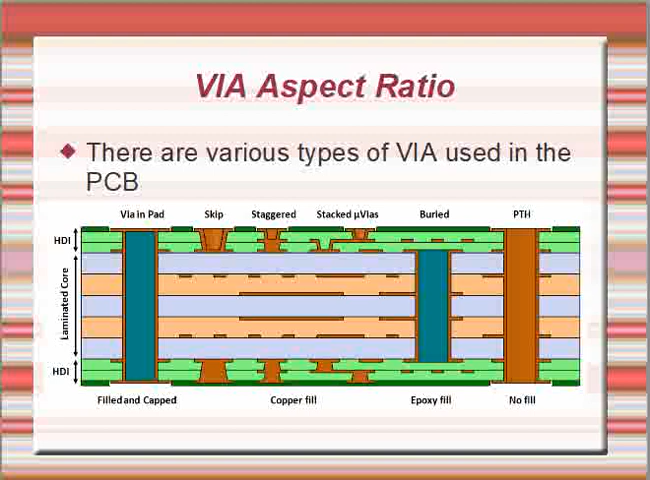 VIA Aspect Ratio
There are various types of VIA used in the
PCB
Via in Pad Skip Staggered Stacked µVias Buried PTH
HDI
Laminated Core
HDI
Filled and Capped Copper fill Epoxy fill No fill